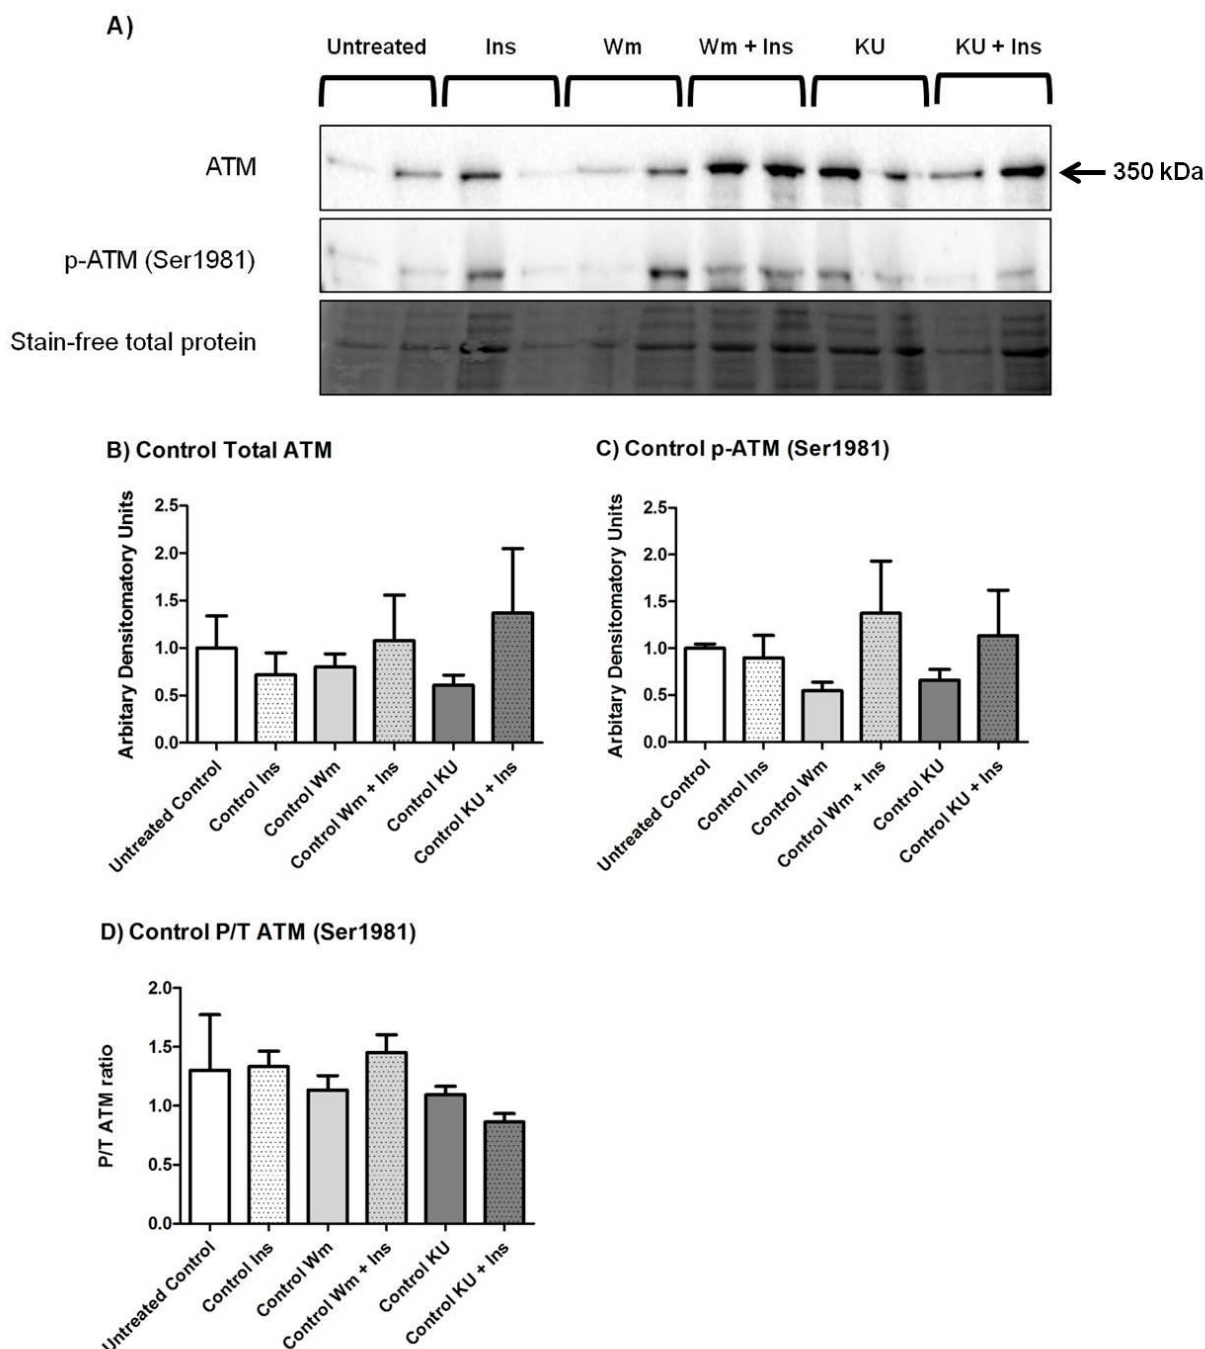 A)
Untreated Ins Wm Wm + Ins KU KU + Ins
ATM
350 kDa
p-ATM (Ser1981)
Stain-free total protein
B) Control Total ATM
Arbitary Densitomatory Units
2.5
2.0
1.5
1.0
0.5
0.0
Untreated Control
Control Ins
Control Wm
Control Wm + Ins
Control KU
Control KU + Ins
C) Control p-ATM (Ser1981)
Arbitary Densitomatory Units
2.5
2.0
1.5
1.0
0.5
0.0
Untreated Control
Control Ins
Control Wm
Control Wm + Ins
Control KU
Control KU + Ins
D) Control P/T ATM (Ser1981)
P/T ATM ratio
2.0
1.5
1.0
0.5
0.0
Untreated Control
Control Ins
Control Wm
Control Wm + Ins
Control KU
Control KU + Ins